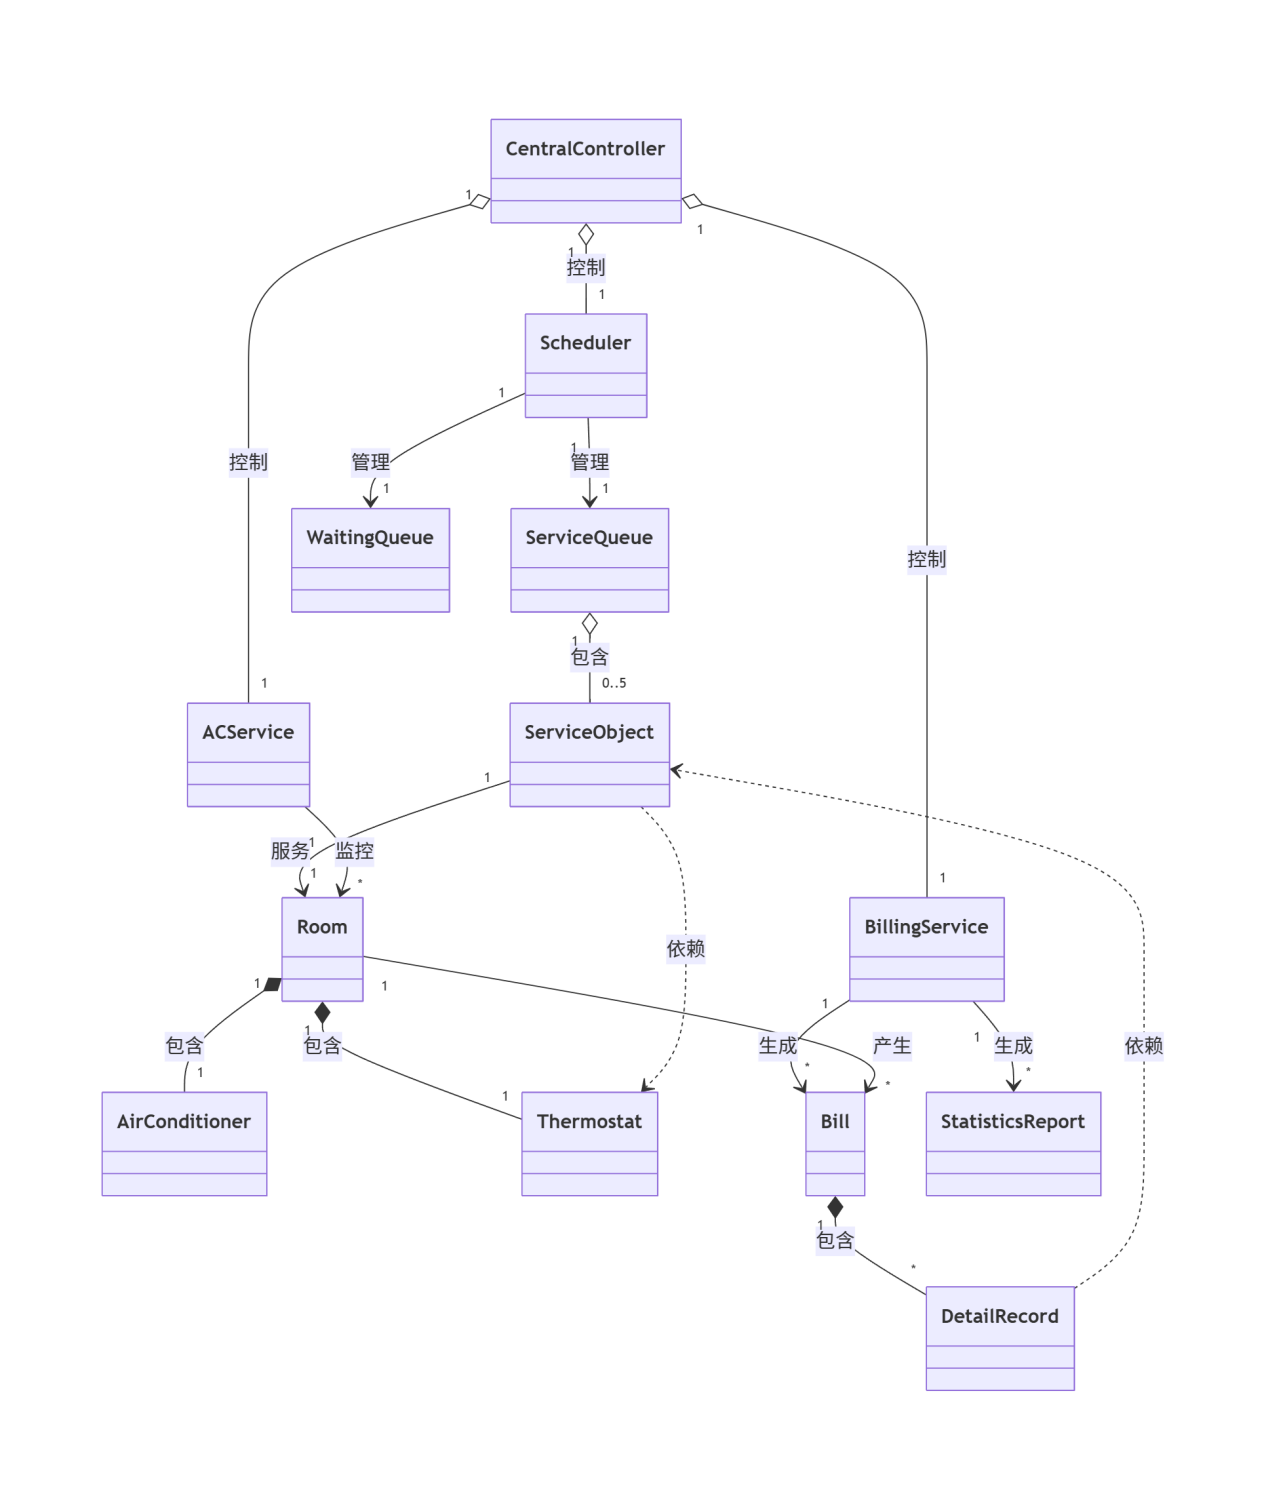 CentralController
1
1
1
控制
1
Scheduler
1
1
控制
管理
管理
1
1
WaitingQueue
ServiceQueue
控制
1
包含
0..5
1
ACService
ServiceObject
1
1
服务
监控
1
*
1
Room
BillingService
依赖
1
1
1
1
1
1
包含
包含
生成
产生
生成
依赖
1
1
*
*
*
AirConditioner
Thermostat
Bill
StatisticsReport
1
包含
*
DetailRecord